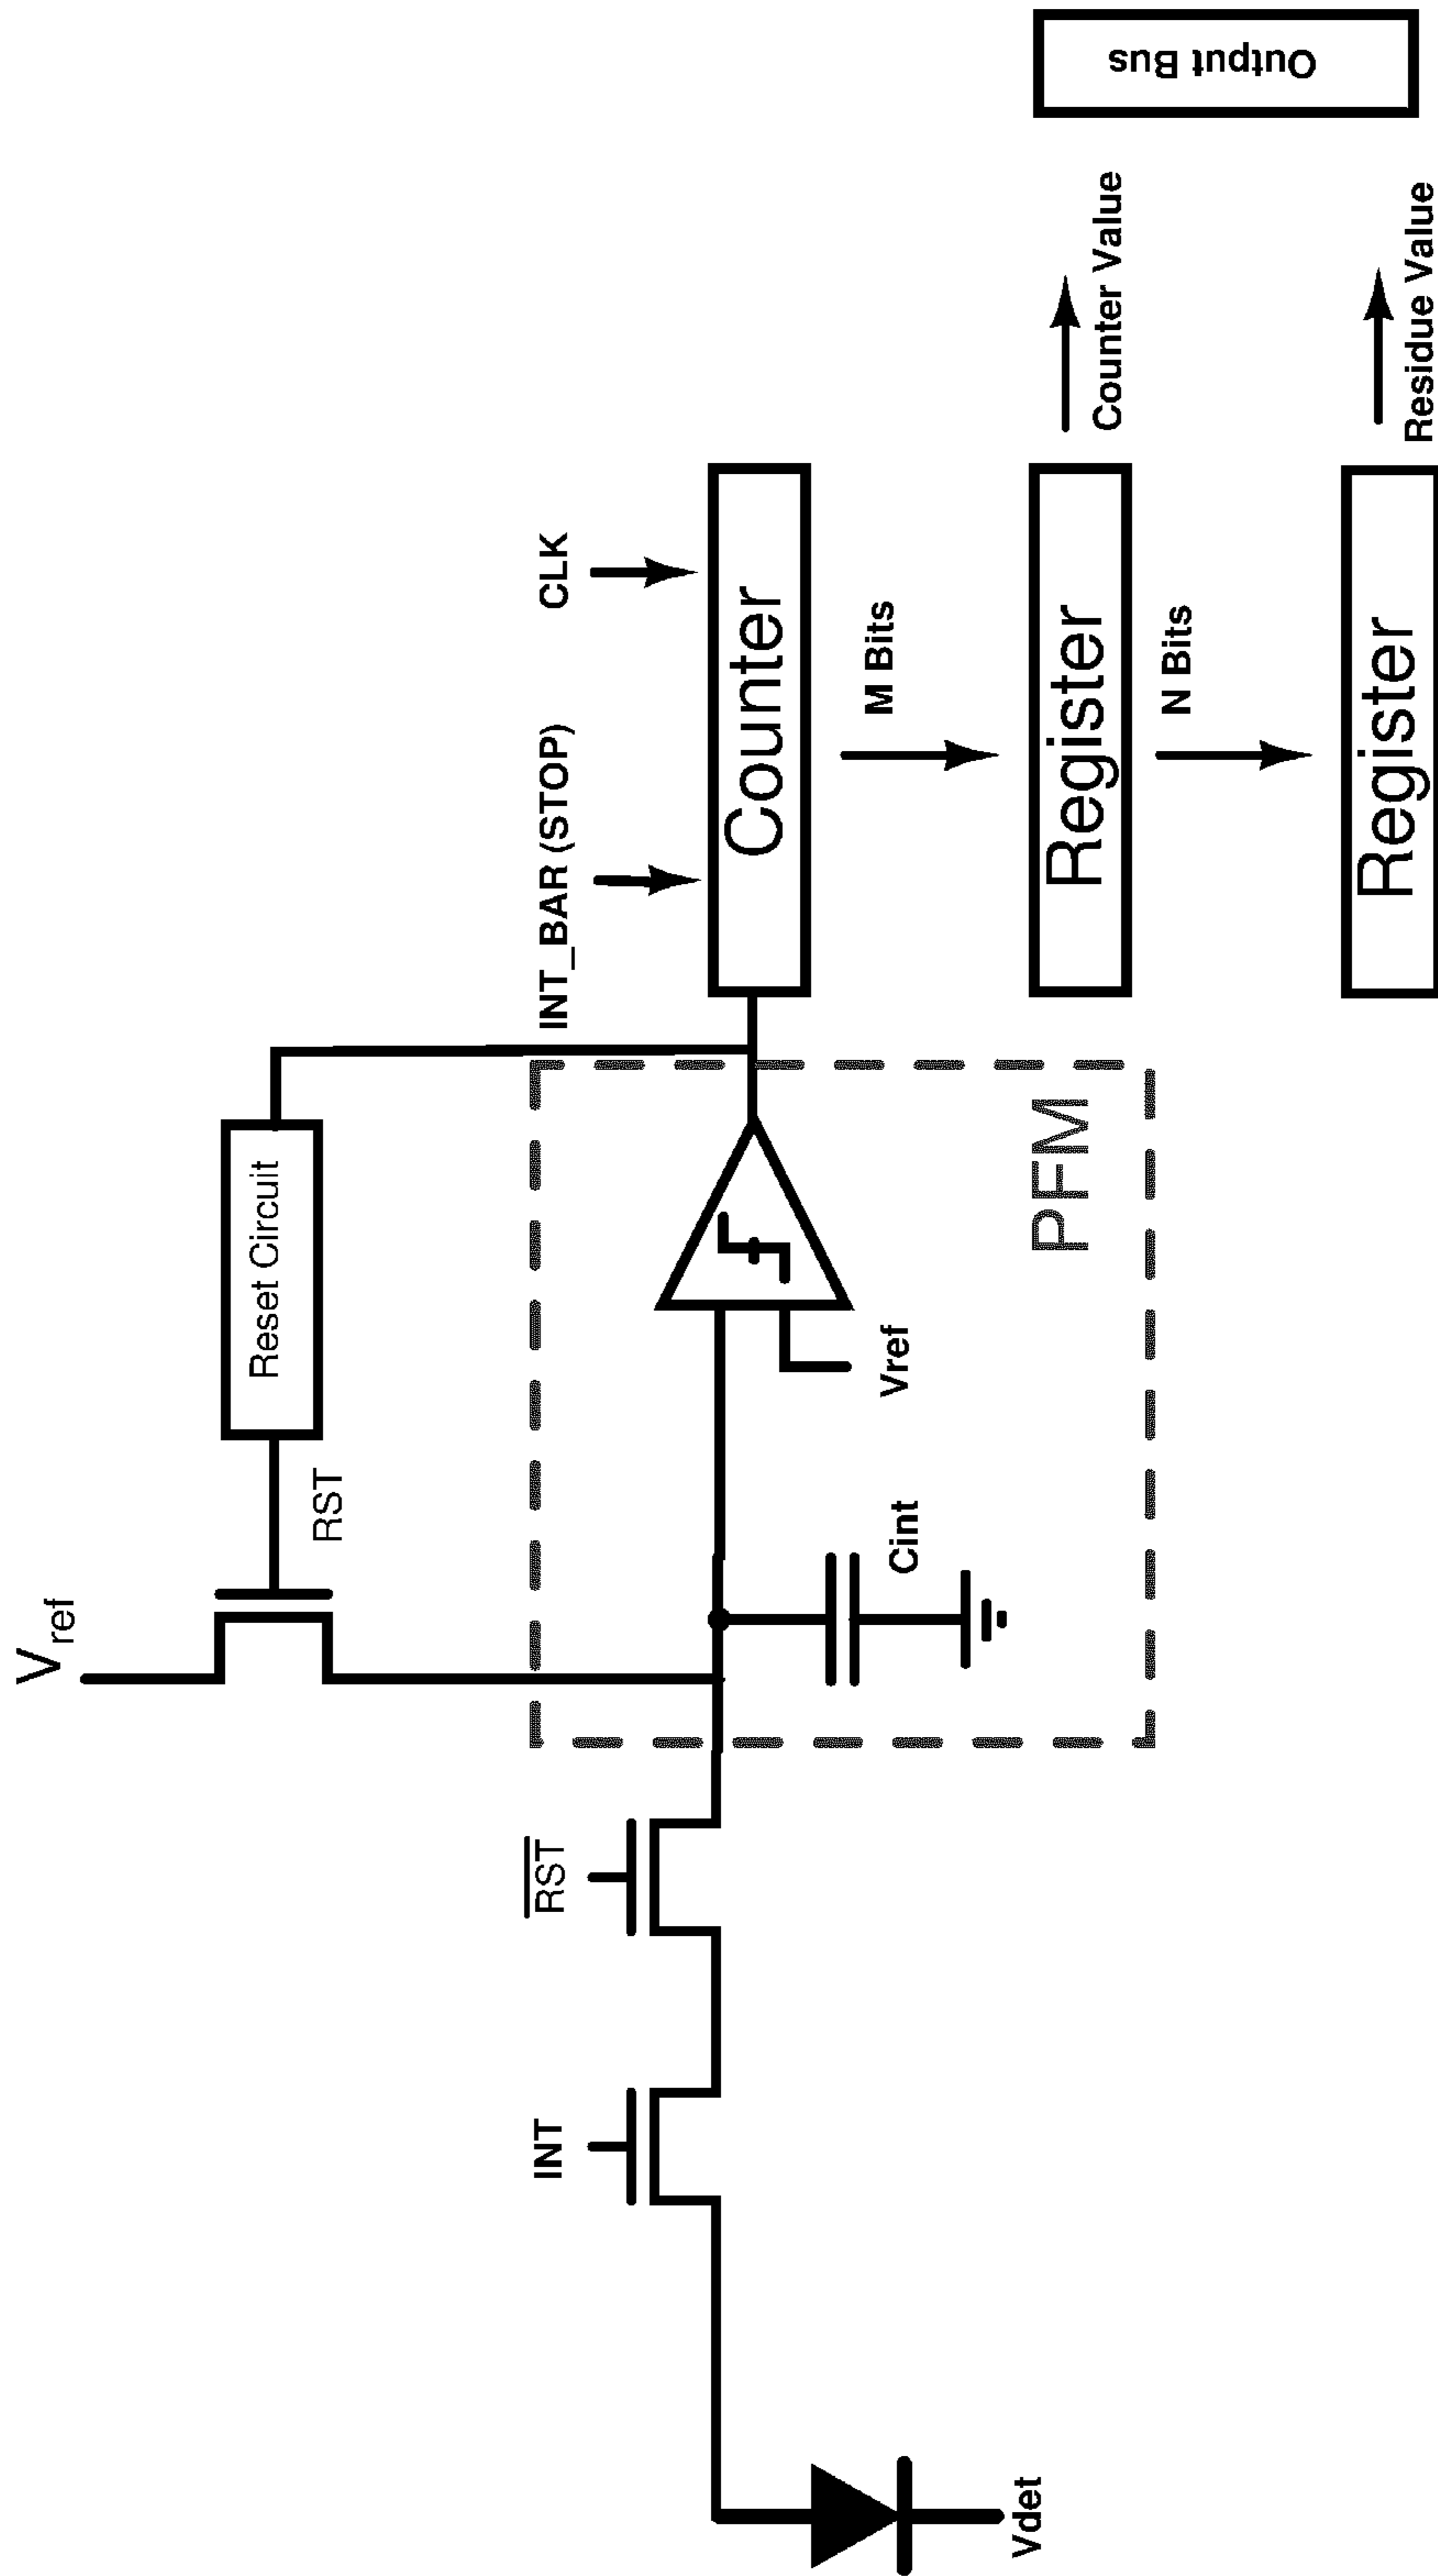 Vref
RST
Reset Circuit
INT
RST
INT_BAR (STOP)
CLK
Vref
Counter
Cint
M Bits
PFM
Register
Counter Value
Output Bus
N Bits
Vdet
Register
Residue Value